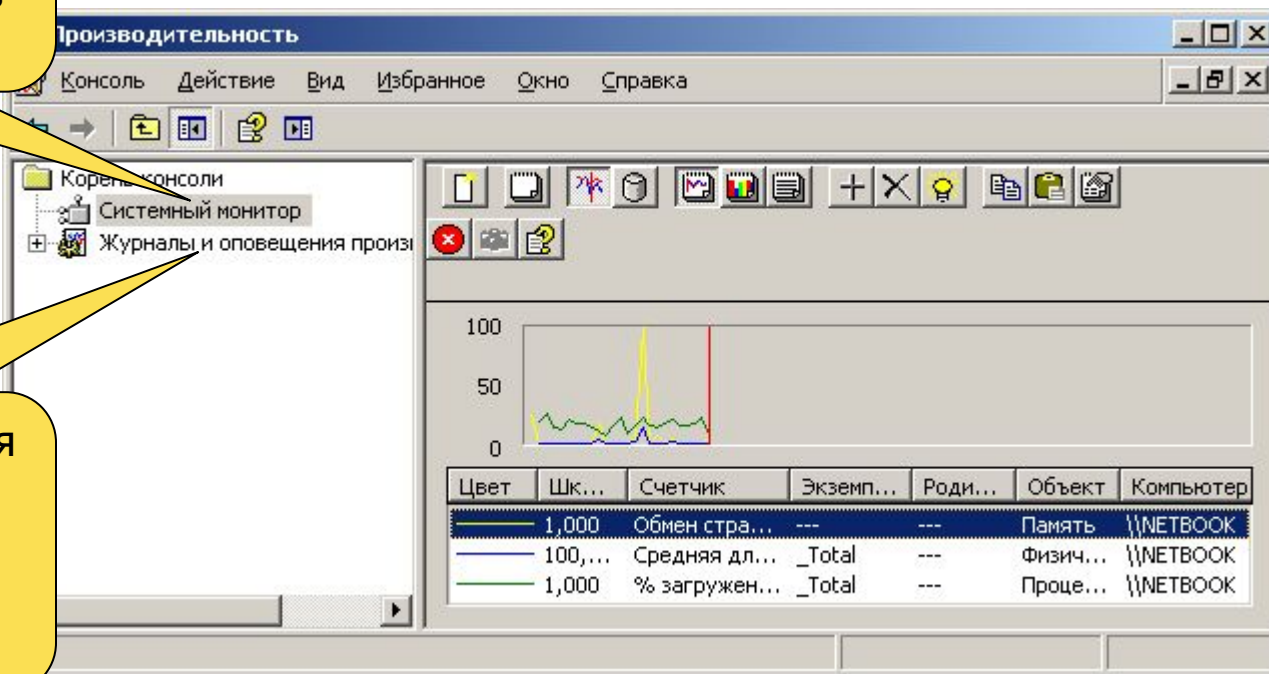 Производительность
Консоль Действие Вид Избранное Окно Справка
Корень консоли
Системный монитор
Журналы и оповещения произ
100
50
0
я
Цвет Шк... Счетчик Экземп... Роди... Объект Компьютер
1,000 Обмен стра... --- --- Память \\NETBOOK
100,... Средняя дл... _Total --- Физич... \\NETBOOK
1,000 % загружен... _Total --- Проце... \\NETBOOK